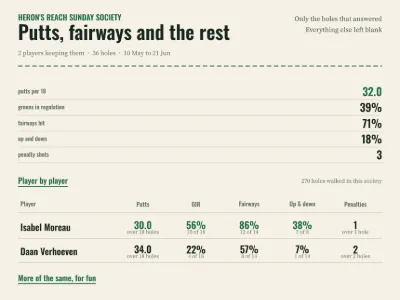 HERON'S REACH SUNDAY SOCIETY
Putts, fairways and the rest
Only the holes that answered
Everything else left blank
2 players keeping them · 36 holes · 10 May to 21 Jun
putts per 18 32.0
greens in regulation 39%
fairways hit 71%
up and down 18%
penalty shots 3
Player by player
270 holes walked in this society
Player Putts GIR Fairways Up & down Penalties
Isabel Moreau 30.0 56% 86% 38% 1
over 18 holes 10 of 18 12 of 14 3 of 8 over 1 hole
Daan Verhoeven 34.0 22% 57% 7% 2
over 18 holes 4 of 18 8 of 14 1 of 14 over 2 holes
More of the same, for fun